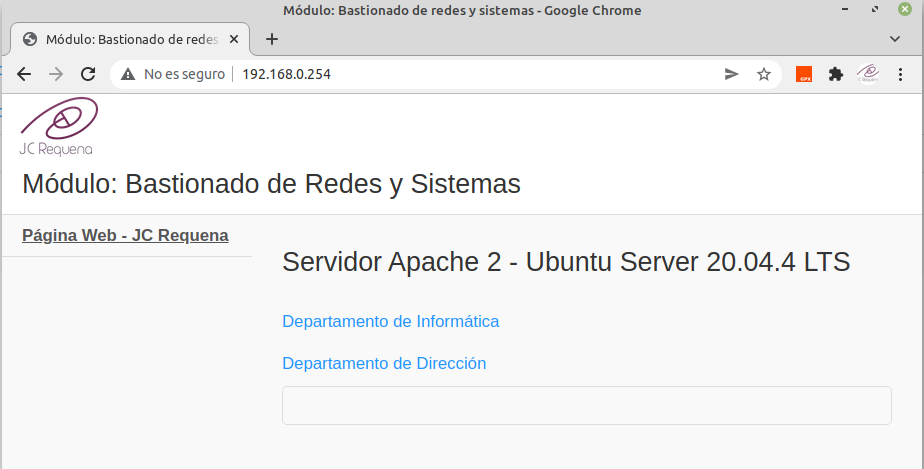 Módulo: Bastionado de redes y sistemas - Google Chrome
Módulo: Bastionado de redes
No es seguro 192.168.0.254
GPX
JC Requena
Módulo: Bastionado de Redes y Sistemas
Página Web - JC Requena
Servidor Apache 2 - Ubuntu Server 20.04.4 LTS
Departamento de Informática
Departamento de Dirección